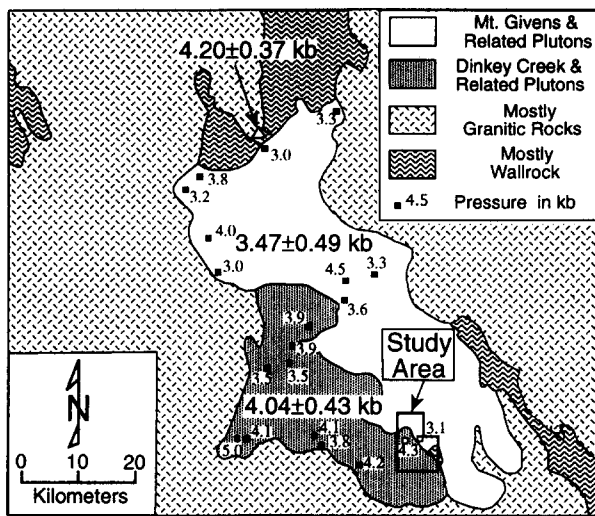 4.20±0.37 kb
Mt. Givens &
Related Plutons
Dinkey Creek &
Related Plutons
Mostly
Granitic Rocks
Mostly
Wallrock
4.5 Pressure in kb
3.3
3.0
3.8
3.2
4.0
3.47±0.49 kb
3.0
4.5
3.3
3.6
3.9
3.9
3.5
3.5
Study
Area
4.04±0.43 kb
3.1
4.1
4.1
5.0
3.8
4.3
4.2
N
0 10 20
Kilometers